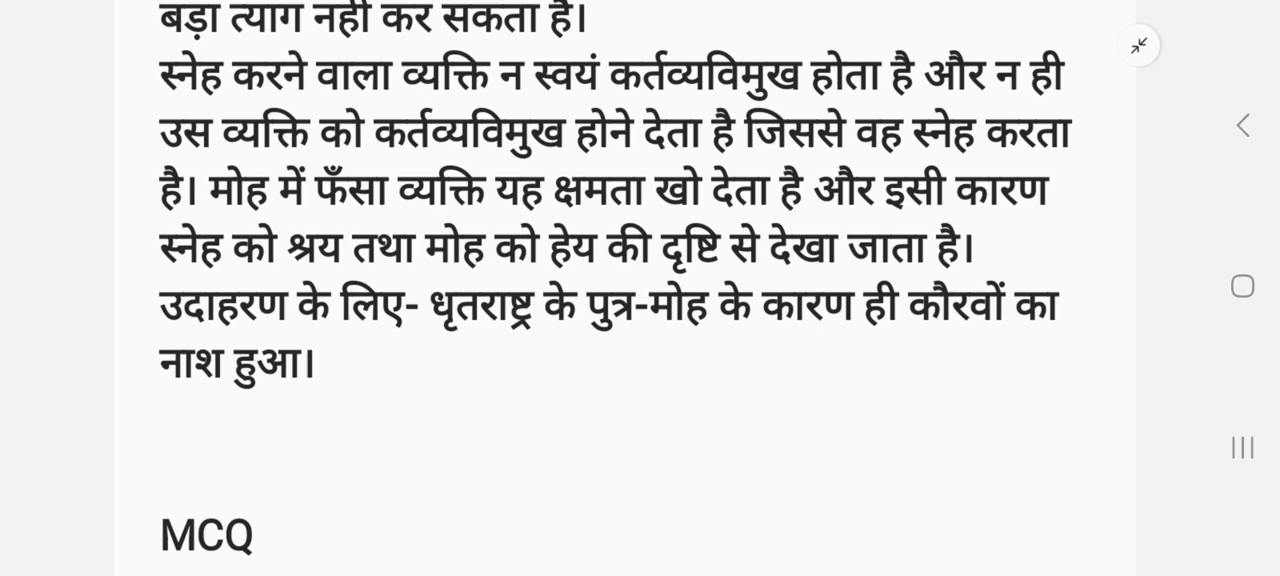 बड़ा त्याग नहीं कर सकता है।
स्नेह करने वाला व्यक्ति न स्वयं कर्तव्यविमुख होता है और न ही
उस व्यक्ति को कर्तव्यविमुख होने देता है जिससे वह स्नेह करता
है। मोह में फँसा व्यक्ति यह क्षमता खो देता है और इसी कारण
स्नेह को श्रय तथा मोह को हेय की दृष्टि से देखा जाता है।
उदाहरण के लिए- धृतराष्ट्र के पुत्र-मोह के कारण ही कौरवों का
नाश हुआ।
MCQ